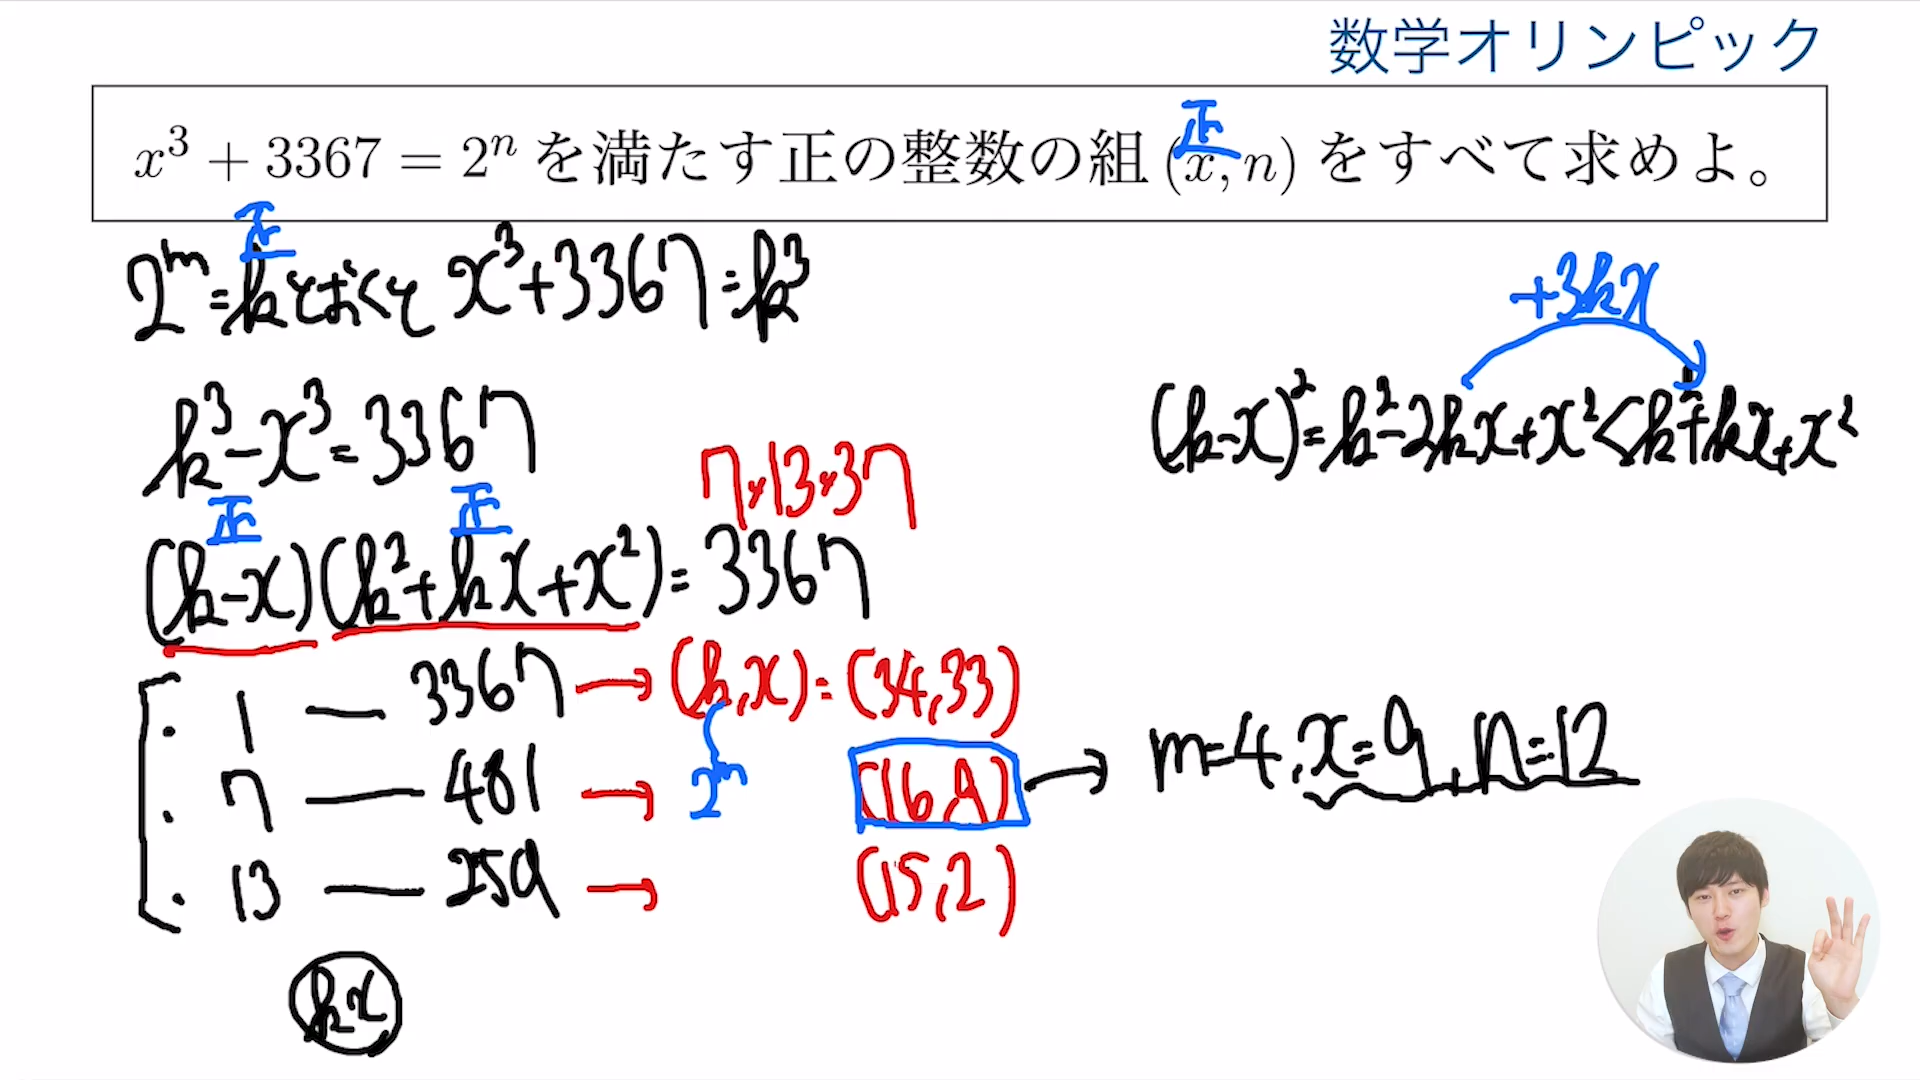 数学オリンピック
正
x³ + 3367 = 2ⁿ を満たす正の整数の組 (x, n) をすべて求めよ。
正
2ᵐ=kとおくと x³+3367=k³
+3kx
k³-x³=3367
(k-x)²=k²-2kx+x²<k²+kx+x²
7×13×37
正 正
(k-x)(k²+kx+x²)=3367
・ 1 — 3367 → (k,x)=(34,33)
・ 7 — 481 → 2ᵐ (16,9) → m=4, x=9, n=12
・ 13 — 259 → (15,2)
kx